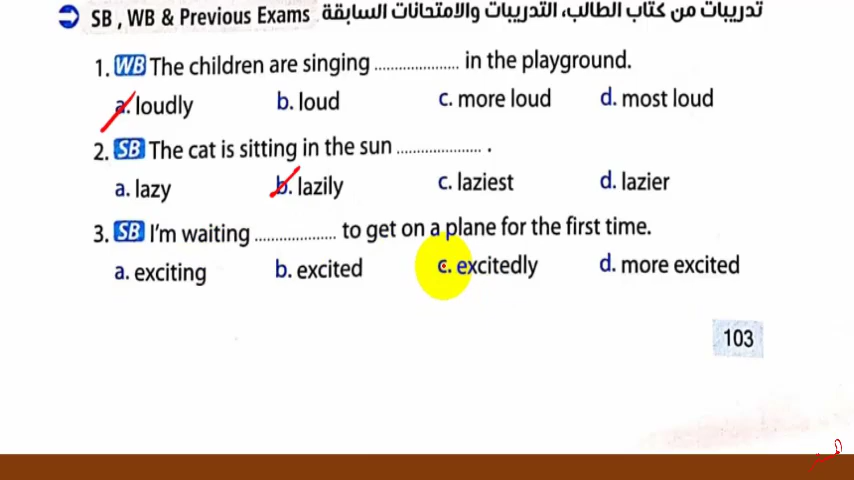 SB , WB & Previous Exams تدريبات من كتاب الطالب، التدريبات والامتحانات السابقة
1. WB The children are singing .................... in the playground.
a. loudly b. loud c. more loud d. most loud
2. SB The cat is sitting in the sun .................... .
a. lazy b. lazily c. laziest d. lazier
3. SB I'm waiting .................... to get on a plane for the first time.
a. exciting b. excited c. excitedly d. more excited
103